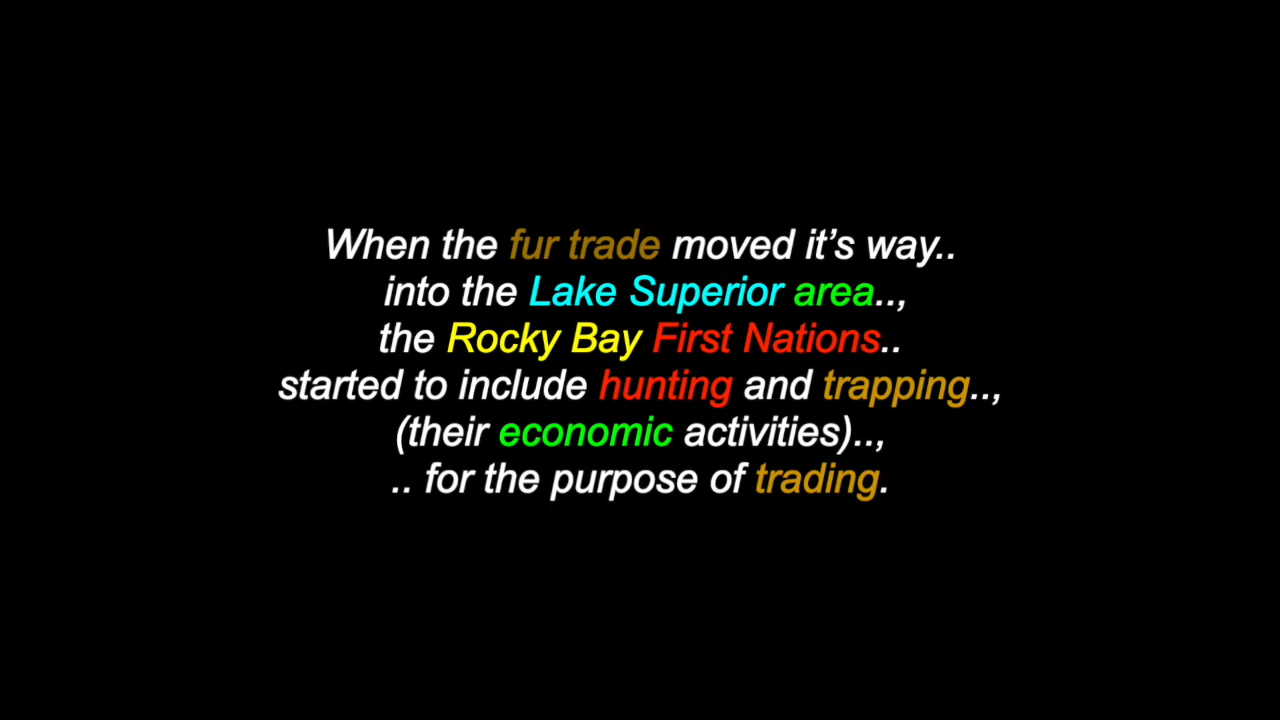 When the fur trade moved it’s way..
into the Lake Superior area..,
the Rocky Bay First Nations..
started to include hunting and trapping..,
(their economic activities)..,
.. for the purpose of trading.